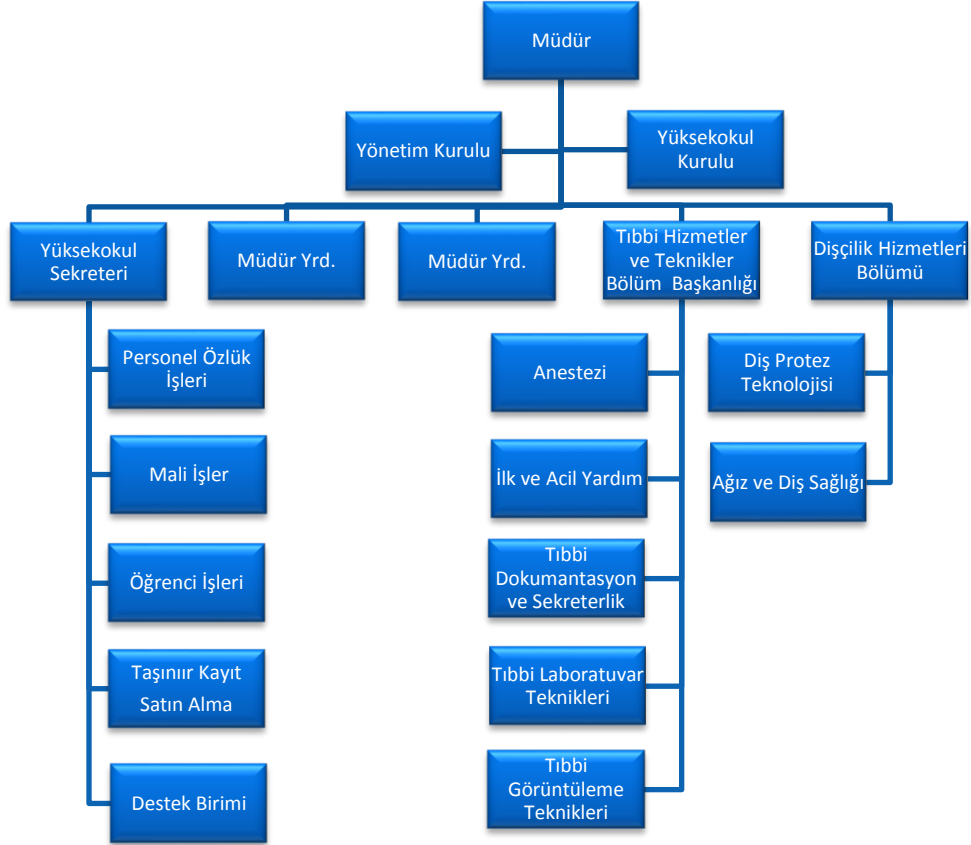 Müdür
Yönetim Kurulu
Yüksekokul
Kurulu
Yüksekokul
Sekreteri
Müdür Yrd.
Müdür Yrd.
Tıbbi Hizmetler
ve Teknikler
Bölüm Başkanlığı
Dişçilik Hizmetleri
Bölümü
Personel Özlük
İşleri
Mali İşler
Öğrenci İşleri
Taşınıır Kayıt
Satın Alma
Destek Birimi
Anestezi
İlk ve Acil Yardım
Tıbbi
Dokumantasyon
ve Sekreterlik
Tıbbi Laboratuvar
Teknikleri
Tıbbi
Görüntüleme
Teknikleri
Diş Protez
Teknolojisi
Ağız ve Diş Sağlığı